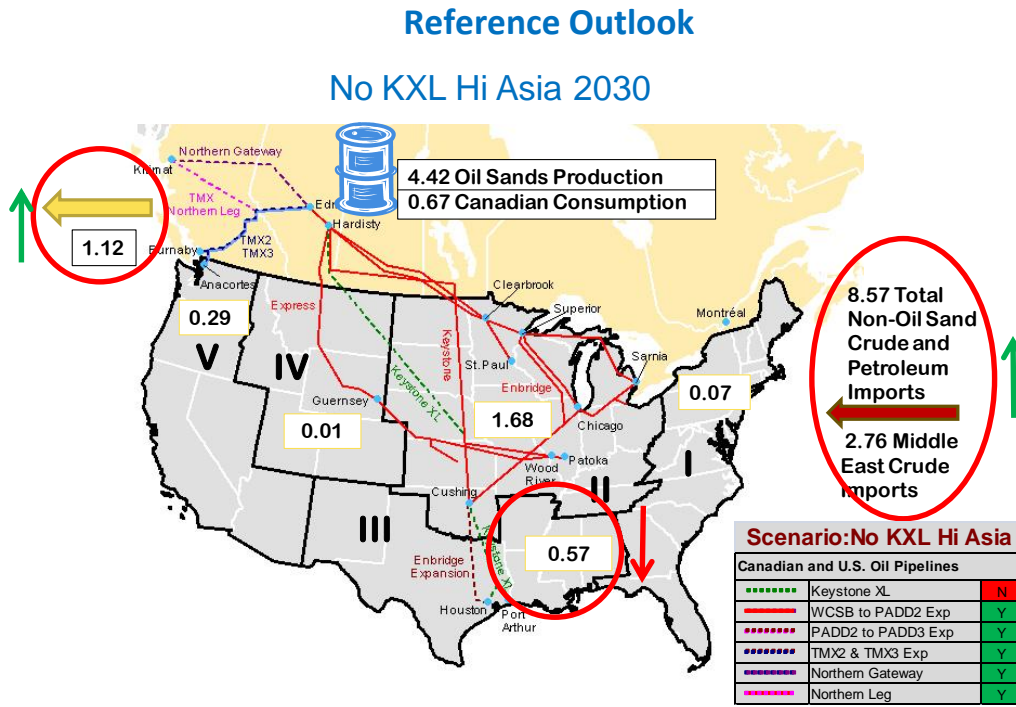 Reference Outlook
No KXL Hi Asia 2030
Northern Gateway
Kitimat
TMX
Northern Leg
Hardisty
4.42 Oil Sands Production
0.67 Canadian Consumption
1.12
Burnaby
TMX2
TMX3
Anacortes
Express
Keystone
Keystone XL
Clearbrook
Superior
Montréal
St.Paul
Sarnia
Enbridge
Chicago
Guernsey
0.29
V
IV
0.01
1.68
0.07
I
8.57 Total
Non-Oil Sand
Crude and
Petroleum
Imports
2.76 Middle
East Crude
Imports
Wood
River
Patoka
II
Cushing
III
0.57
Keystone XL
Enbridge
Expansion
Houston
Port
Arthur
Scenario:No KXL Hi Asia
Canadian and U.S. Oil Pipelines
Keystone XL N
WCSB to PADD2 Exp Y
PADD2 to PADD3 Exp Y
TMX2 & TMX3 Exp Y
Northern Gateway Y
Northern Leg Y